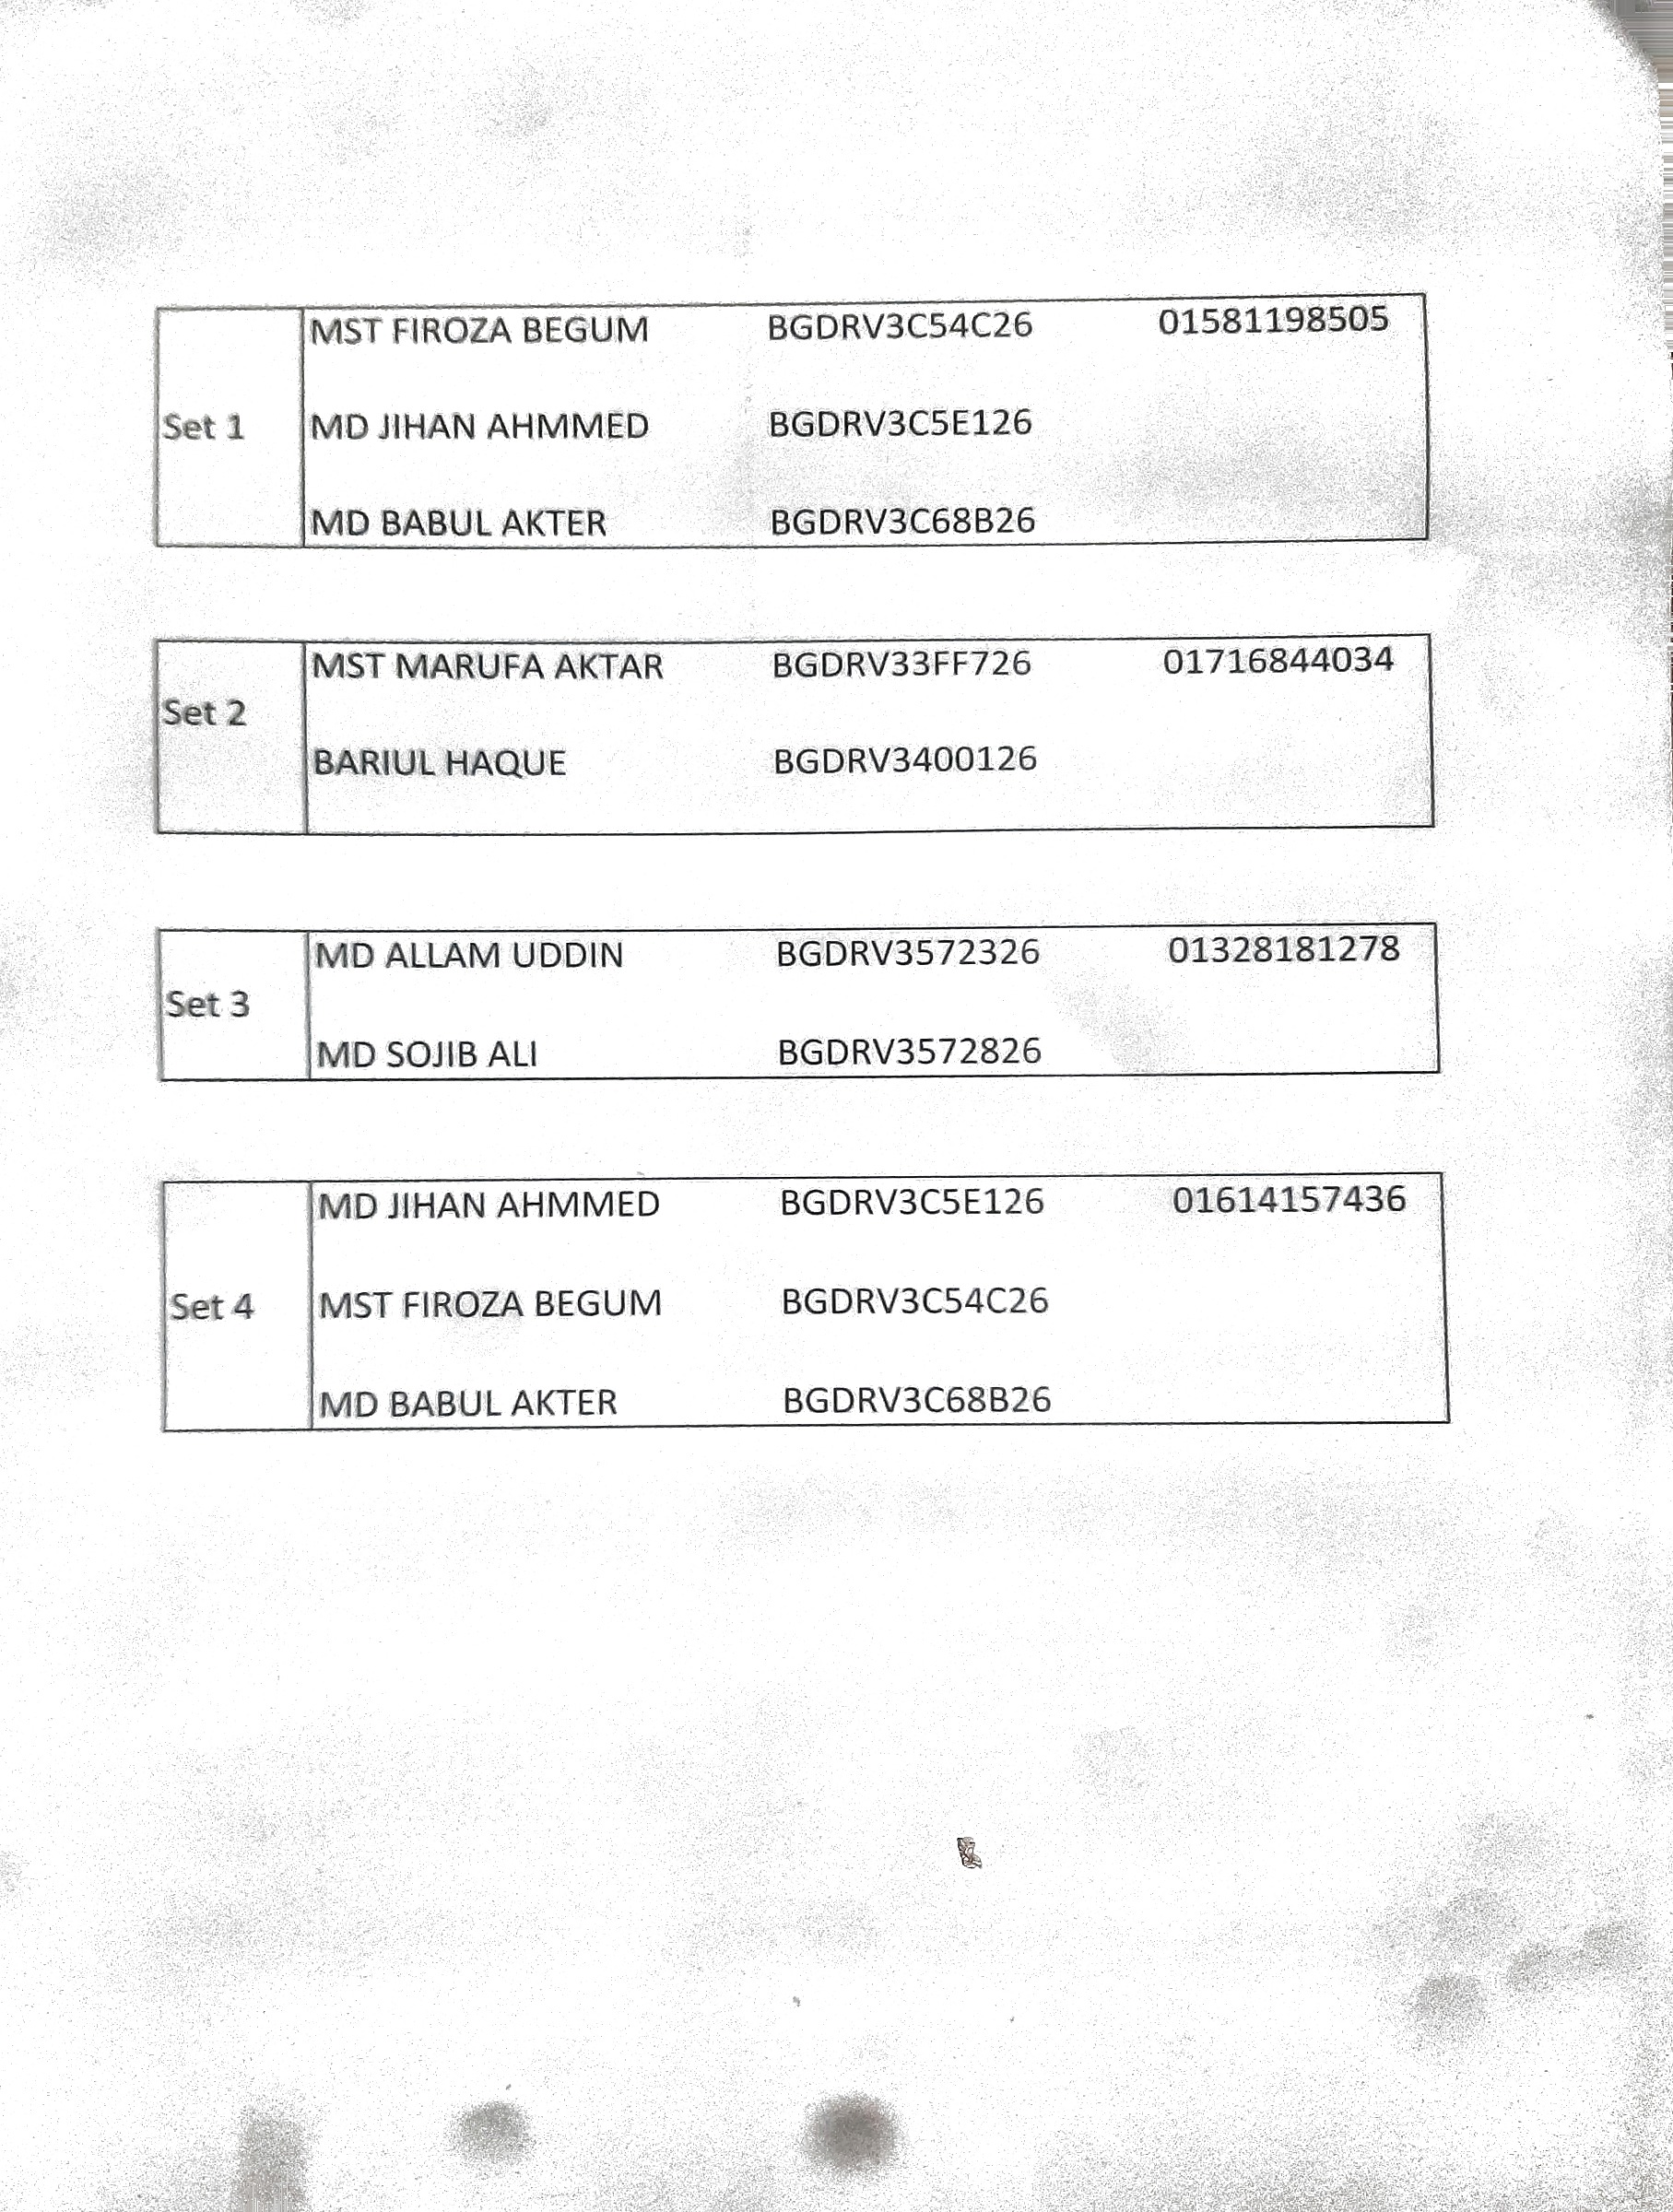 MST FIROZA BEGUM BGDRV3C54C26 01581198505
Set 1 MD JIHAN AHMMED BGDRV3C5E126
MD BABUL AKTER BGDRV3C68B26
MST MARUFA AKTAR BGDRV33FF726 01716844034
Set 2
BARIUL HAQUE BGDRV3400126
MD ALLAM UDDIN BGDRV3572326 01328181278
Set 3
MD SOJIB ALI BGDRV3572826
MD JIHAN AHMMED BGDRV3C5E126 01614157436
Set 4 MST FIROZA BEGUM BGDRV3C54C26
MD BABUL AKTER BGDRV3C68B26